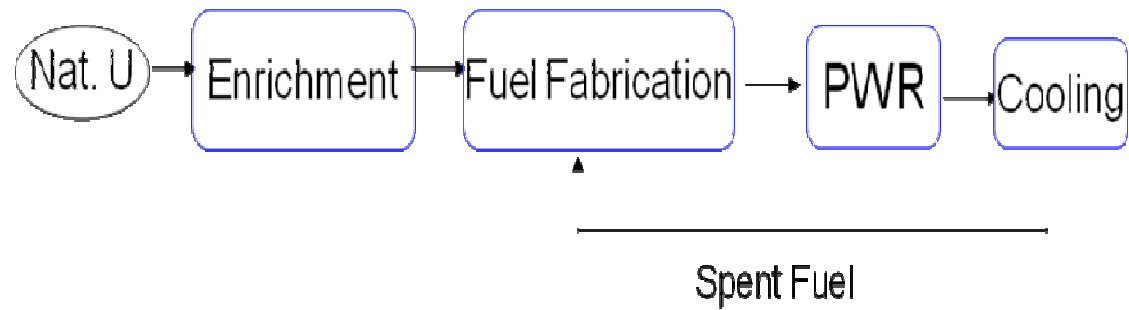 Nat. U
Enrichment
Fuel Fabrication
PWR
Cooling
Spent Fuel